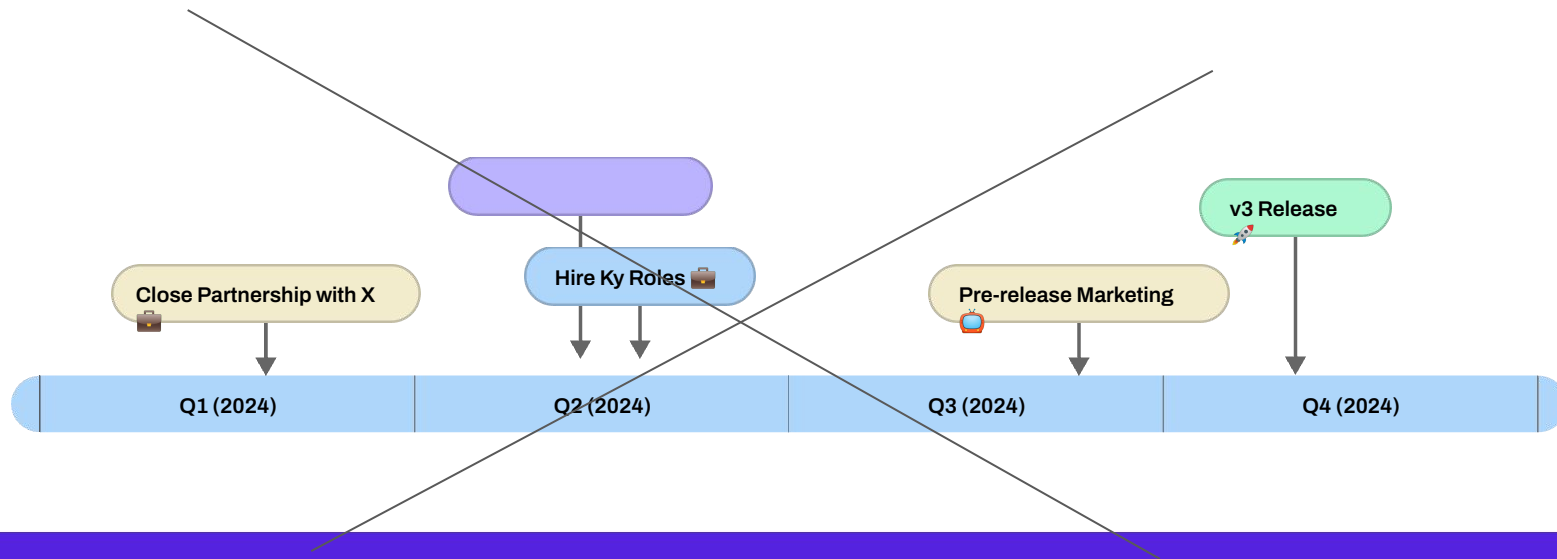 v3 Release 🚀
Hire Ky Roles 💼
Close Partnership with X 💼
Pre-release Marketing 📺
Q1 (2024)
Q2 (2024)
Q3 (2024)
Q4 (2024)